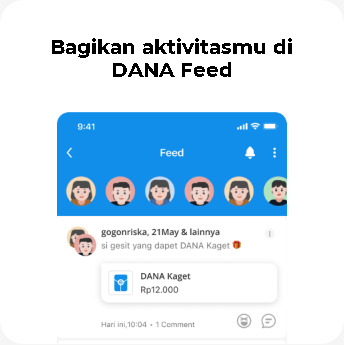 Bagikan aktivitasmu di
DANA Feed
9:41
Feed
gogonriska, 21May & lainnya
si gesit yang dapet DANA Kaget
DANA Kaget
Rp12.000
Hari ini,10:04 • 1 Comment